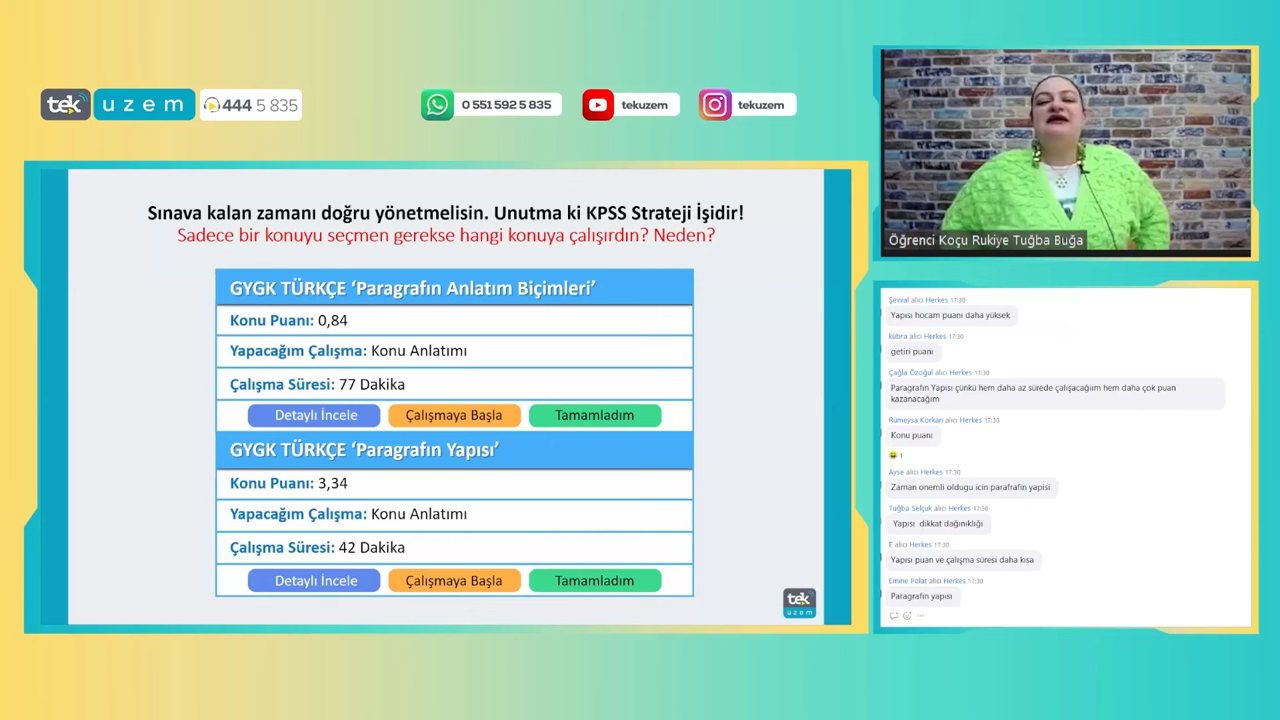 tek uzem 444 5 835
0 551 592 5 835
tekuzem
tekuzem
Sınava kalan zamanı doğru yönetmelisin. Unutma ki KPSS Strateji İşidir!
Sadece bir konuyu seçmen gerekse hangi konuya çalışırdın? Neden?
GYGK TÜRKÇE ‘Paragrafın Anlatım Biçimleri’
Konu Puanı: 0,84
Yapacağım Çalışma: Konu Anlatımı
Çalışma Süresi: 77 Dakika
Detaylı İncele
Çalışmaya Başla
Tamamladım
GYGK TÜRKÇE ‘Paragrafın Yapısı’
Konu Puanı: 3,34
Yapacağım Çalışma: Konu Anlatımı
Çalışma Süresi: 42 Dakika
Detaylı İncele
Çalışmaya Başla
Tamamladım
tek
uzem
Öğrenci Koçu Rukiye Tuğba Buğa
Şevval alıcı Herkes 17:30
Yapısı hocam puanı daha yüksek
kübra alıcı Herkes 17:30
getiri puanı
Çağla Özoğul alıcı Herkes 17:30
Paragrafın Yapısı çünkü hem daha az sürede çalışacağım hem daha çok puan
kazanacağım
Rümeysa Korkan alıcı Herkes 17:30
Konu puanı
1
Ayse alıcı Herkes 17:30
Zaman onemli oldugu icin parafrafin yapisi
Tuğba Selçuk alıcı Herkes 17:30
Yapısı dikkat dağınıklığı
E alıcı Herkes 17:30
Yapısı puan ve çalışma süresi daha kısa
Emine Polat alıcı Herkes 17:30
Paragrafın yapısı